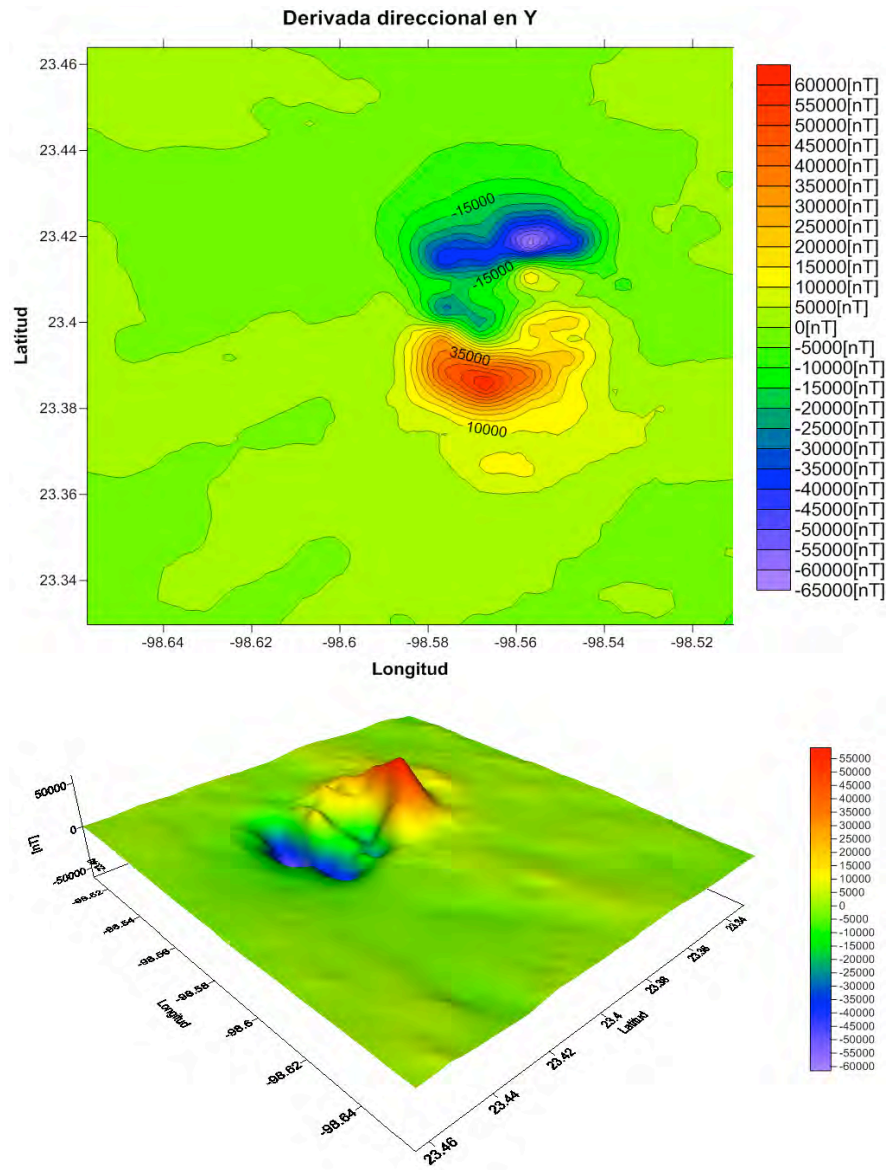 Derivada direccional en Y
23.46
23.44
23.42
23.4
23.38
23.36
23.34
Latitud
-98.64
-98.62
-98.6
-98.58
-98.56
-98.54
-98.52
Longitud
-15000
-15000
35000
10000
60000[nT]
55000[nT]
50000[nT]
45000[nT]
40000[nT]
35000[nT]
30000[nT]
25000[nT]
20000[nT]
15000[nT]
10000[nT]
5000[nT]
0[nT]
-5000[nT]
-10000[nT]
-15000[nT]
-20000[nT]
-25000[nT]
-30000[nT]
-35000[nT]
-40000[nT]
-45000[nT]
-50000[nT]
-55000[nT]
-60000[nT]
-65000[nT]
50000
0
-50000
[nT]
-98.52
-98.54
-98.56
-98.58
-98.6
-98.62
-98.64
Longitud
23.46
23.44
23.42
23.4
23.38
23.36
23.34
Latitud
55000
50000
45000
40000
35000
30000
25000
20000
15000
10000
5000
0
-5000
-10000
-15000
-20000
-25000
-30000
-35000
-40000
-45000
-50000
-55000
-60000